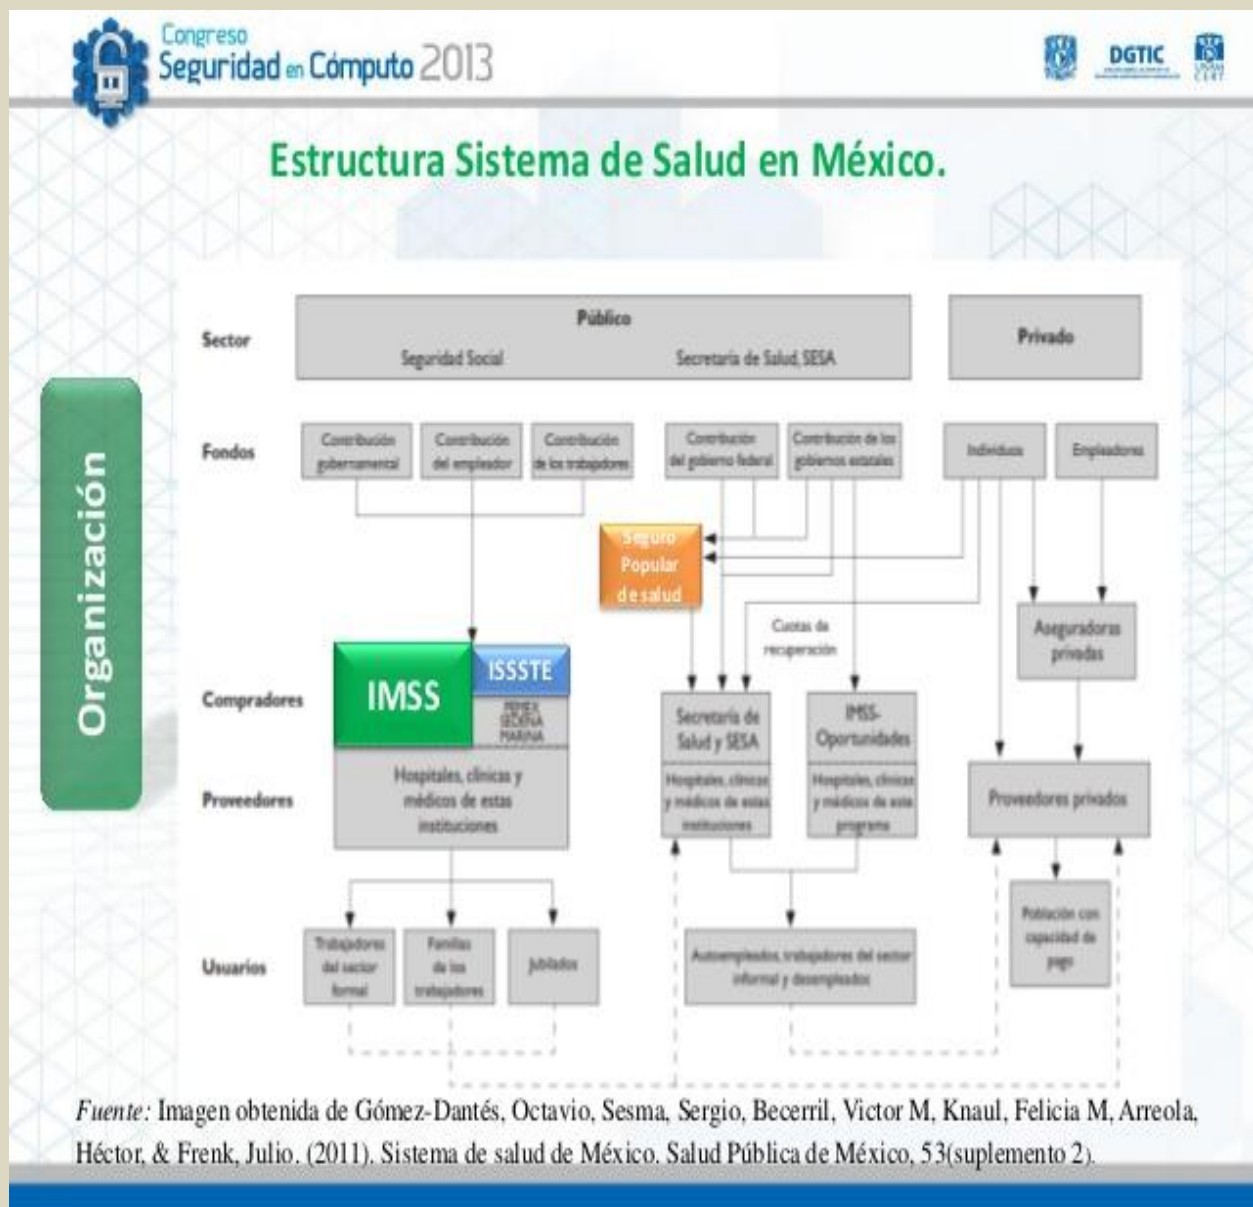 Congreso
Seguridad en Cómputo 2013
DGTIC
CERT
Estructura Sistema de Salud en México.
Organización
Sector
Público
Seguridad Social
Secretaría de Salud, SESA
Privado
Fondos
Contribución
gubernamental
Contribución
del empleador
Contribución
de los trabajadores
Contribución
del gobierno federal
Contribución de los
gobiernos estatales
Individuos
Empleadores
Seguro
Popular
de salud
Cuotas de
recuperación
Aseguradoras
privadas
Compradores
IMSS
ISSSTE
PEMEX
SEDENA
MARINA
Secretaría de
Salud y SESA
IMSS-
Oportunidades
Proveedores
Hospitales, clínicas y
médicos de estas
instituciones
Hospitales, clínicas
y médicos de estas
instituciones
Hospitales, clínicas
y médicos de este
programa
Proveedores privados
Usuarios
Trabajadores
del sector
formal
Familias
de los
trabajadores
Jubilados
Autoempleados, trabajadores del sector
informal y desempleados
Población con
capacidad de
pago
Fuente: Imagen obtenida de Gómez-Dantés, Octavio, Sesma, Sergio, Becerril, Victor M, Knaul, Felicia M, Arreola,
Héctor, & Frenk, Julio. (2011). Sistema de salud de México. Salud Pública de México, 53(suplemento 2).